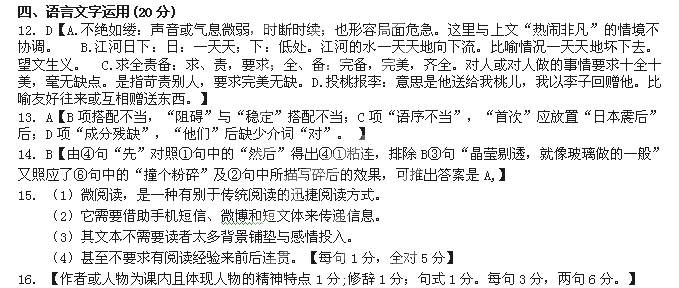 四、语言文字运用(20 分)
12. D【A.不绝如缕：声音或气息微弱，时断时续；也形容局面危急。这里与上文“热闹非凡”的情境不
协调。 B.江河日下：日：一天天；下：低处。江河的水一天天地向下流。比喻情况一天天地坏下去。
望文生义。 C.求全责备：求、责，要求；全、备：完备，完美，齐全。对人或对人做的事情要求十全十
美，毫无缺点。是指苛责别人，要求完美无缺。D.投桃报李：意思是他送给我桃儿，我以李子回赠他。比
喻友好往来或互相赠送东西。】
13. A【B 项搭配不当，“阻碍”与“稳定”搭配不当；C 项“语序不当”，“首次”应放置“日本震后”
后；D 项“成分残缺”，“他们”后缺少介词“对”。 】
14. B【由④句“先”对照①句中的“然后”得出④①粘连，排除 B③句“晶莹剔透，就像玻璃做的一般”
又照应了⑥句中的“撞个粉碎”及②句中所描写碎后的效果，可推出答案是 A,】
15. （1）微阅读，是一种有别于传统阅读的迅捷阅读方式。
（2）它需要借助手机短信、微博和短文体来传递信息。
（3）其文本不需要读者太多背景铺垫与感情投入。
（4）甚至不要求有阅读经验来前后连贯。【每句 1 分，全对 5 分】
16. 【作者或人物为课内且体现人物的精神特点 1 分;修辞 1 分；句式 1 分。每句 3 分，两句 6 分。】